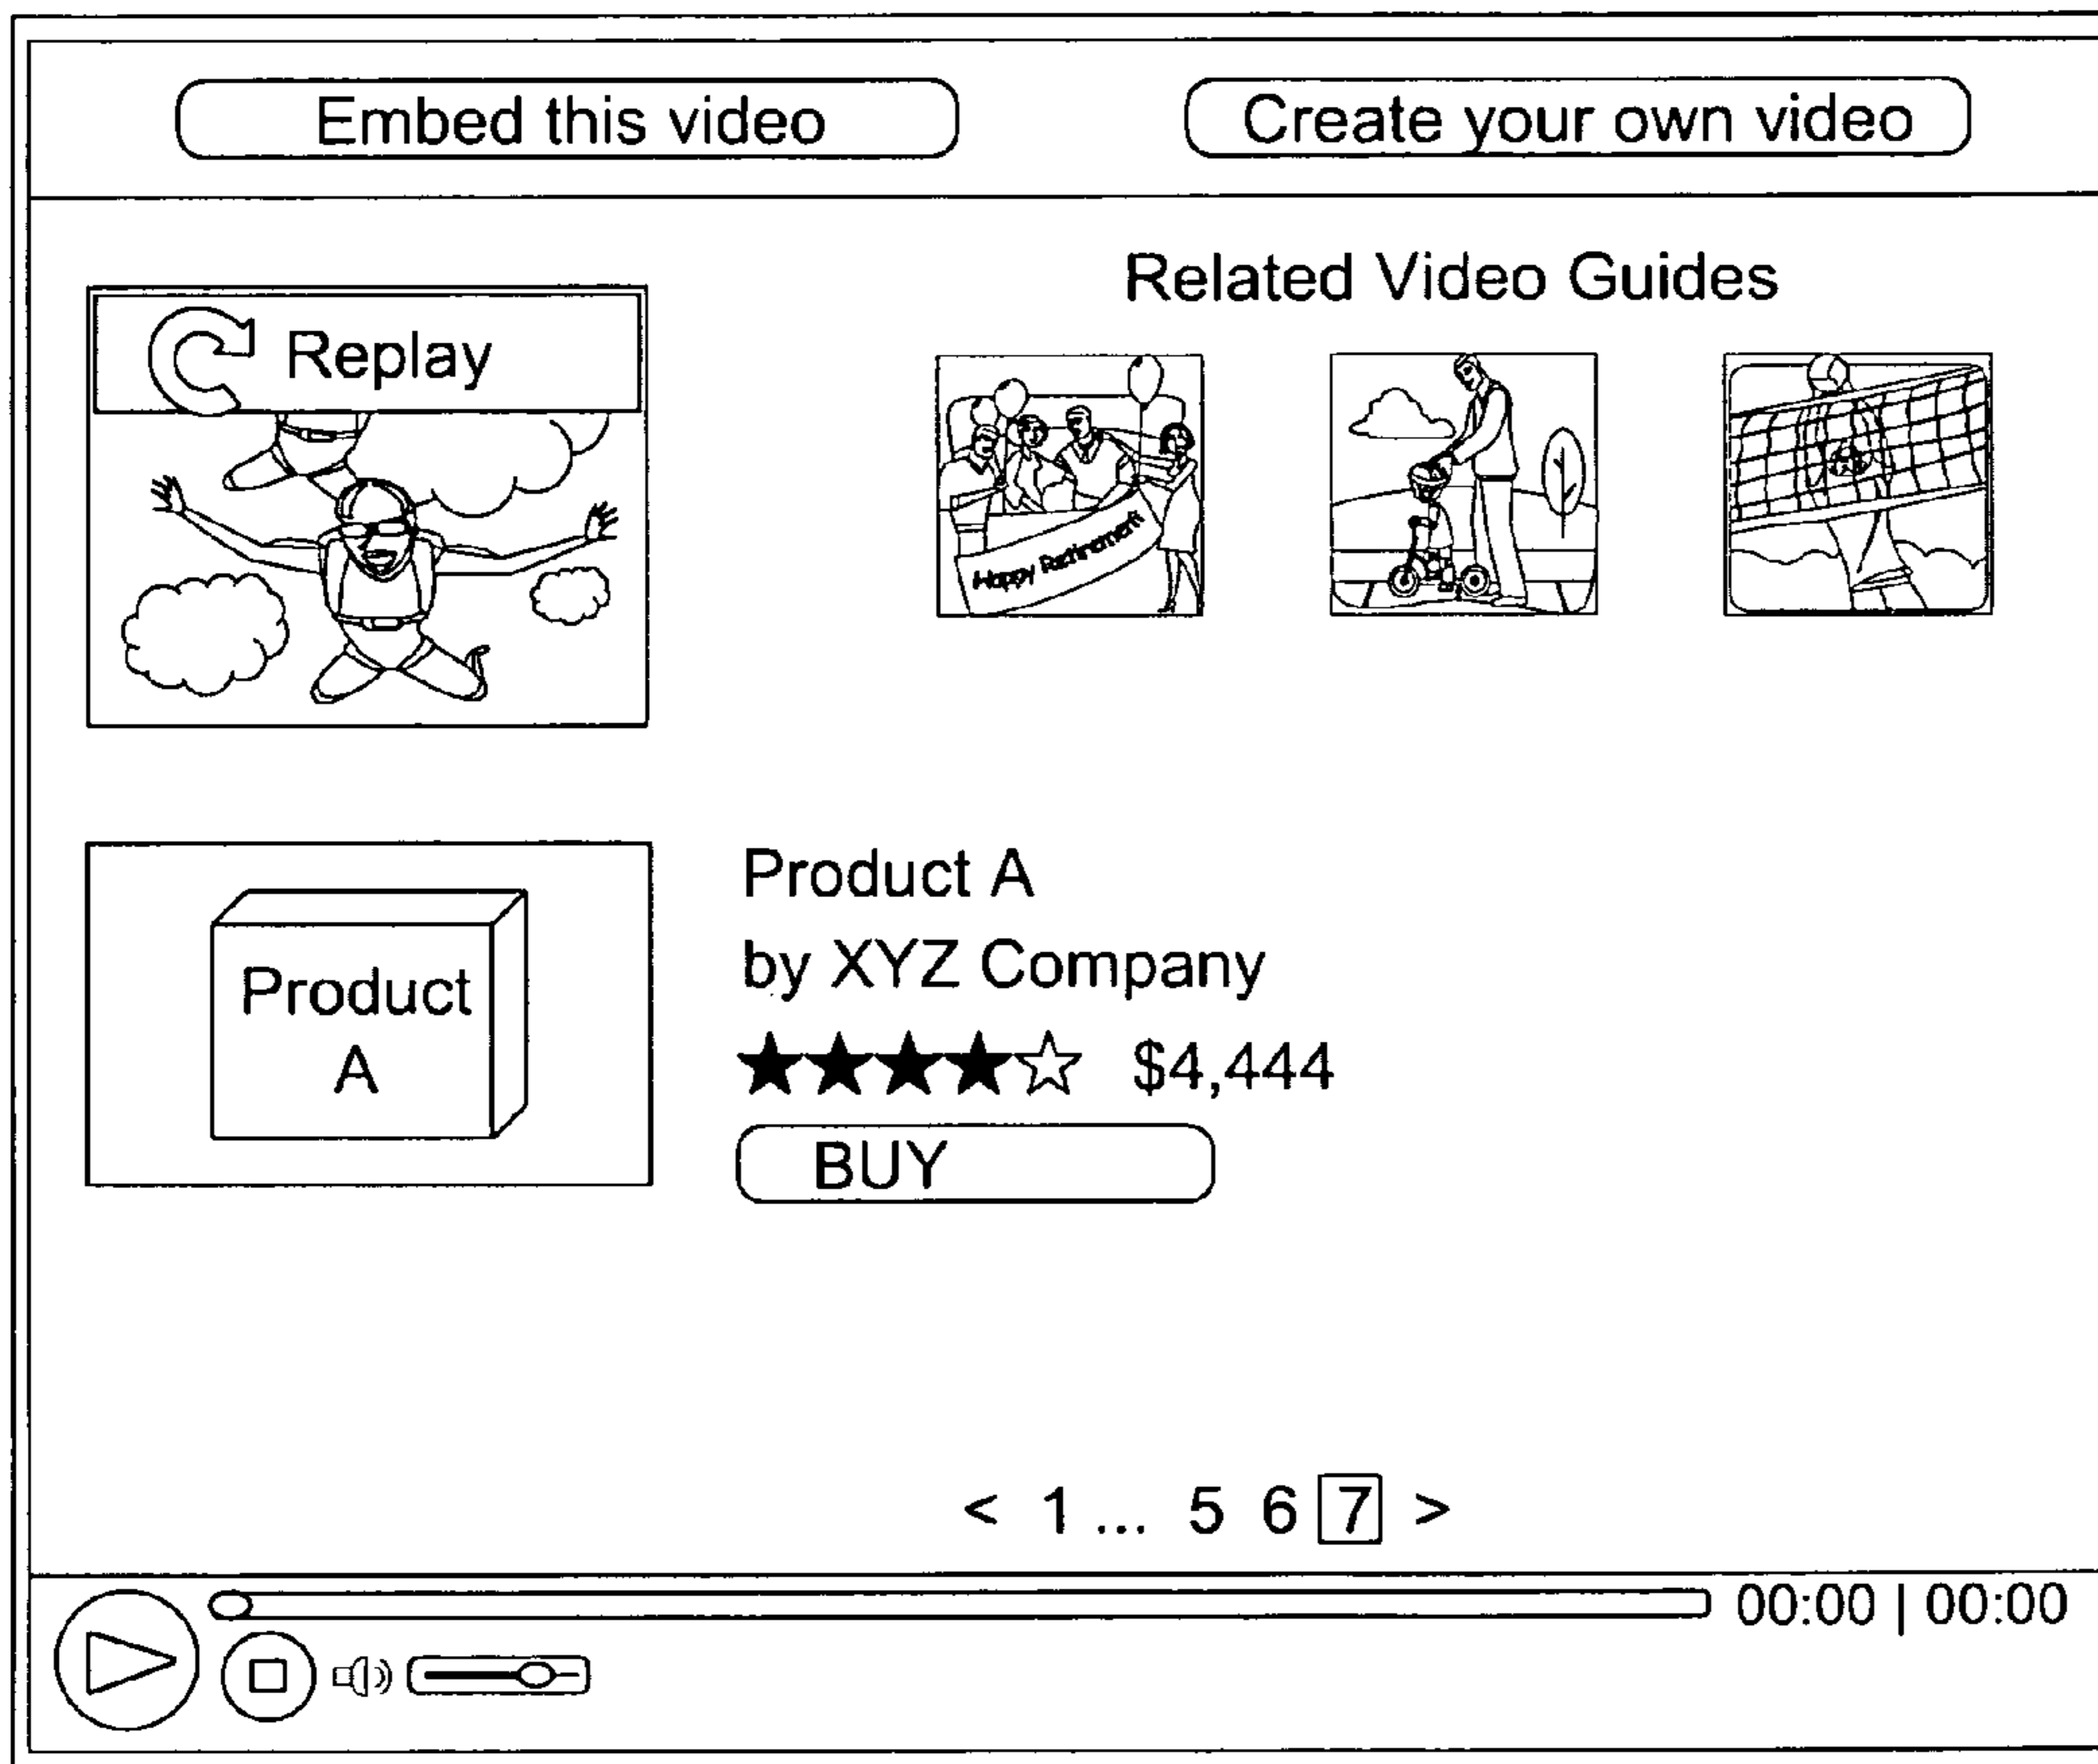 Embed this video
Create your own video
Related Video Guides
Replay
Happy Retirement
Product
A
Product A
by XYZ Company
$4,444
BUY
< 1 ... 5 6 7 >
00:00 | 00:00